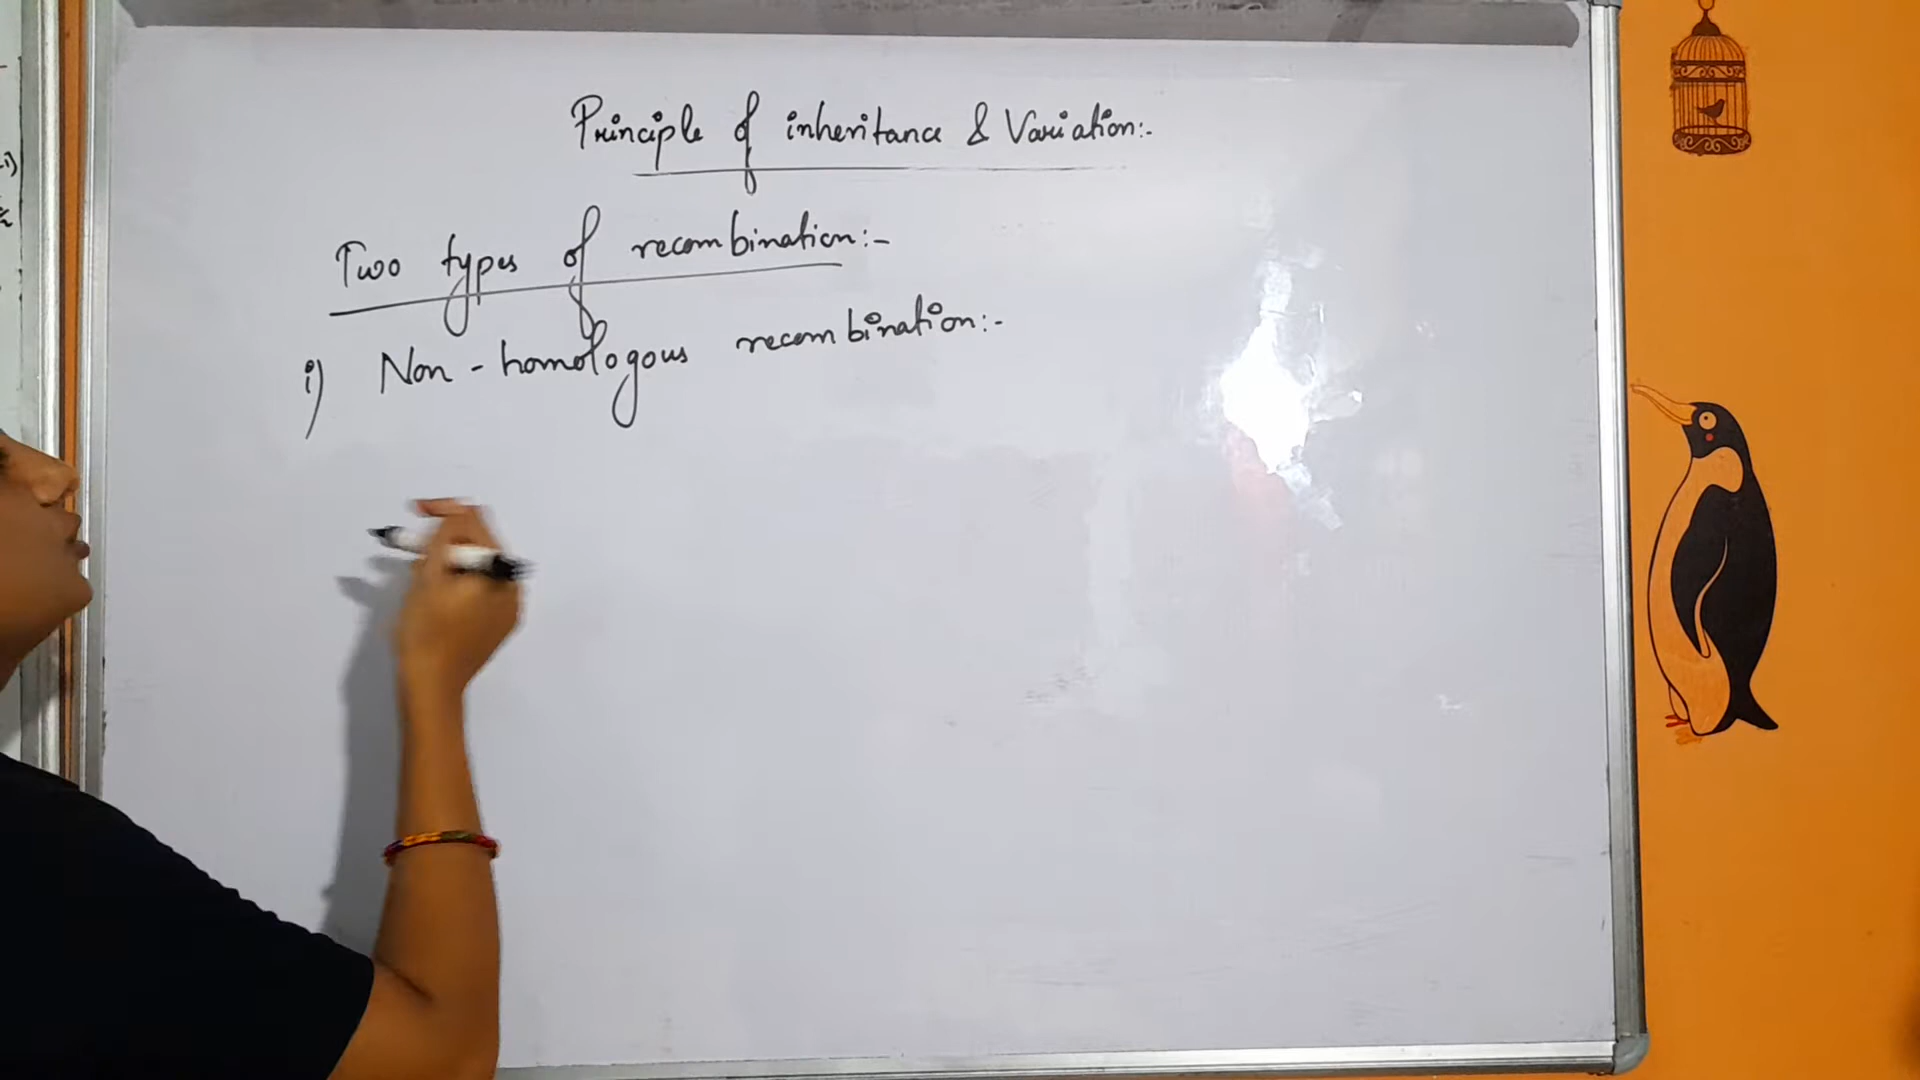 Principle of inheritance & Variation:-
Two types of recombination:-
i) Non-homologous recombination:-